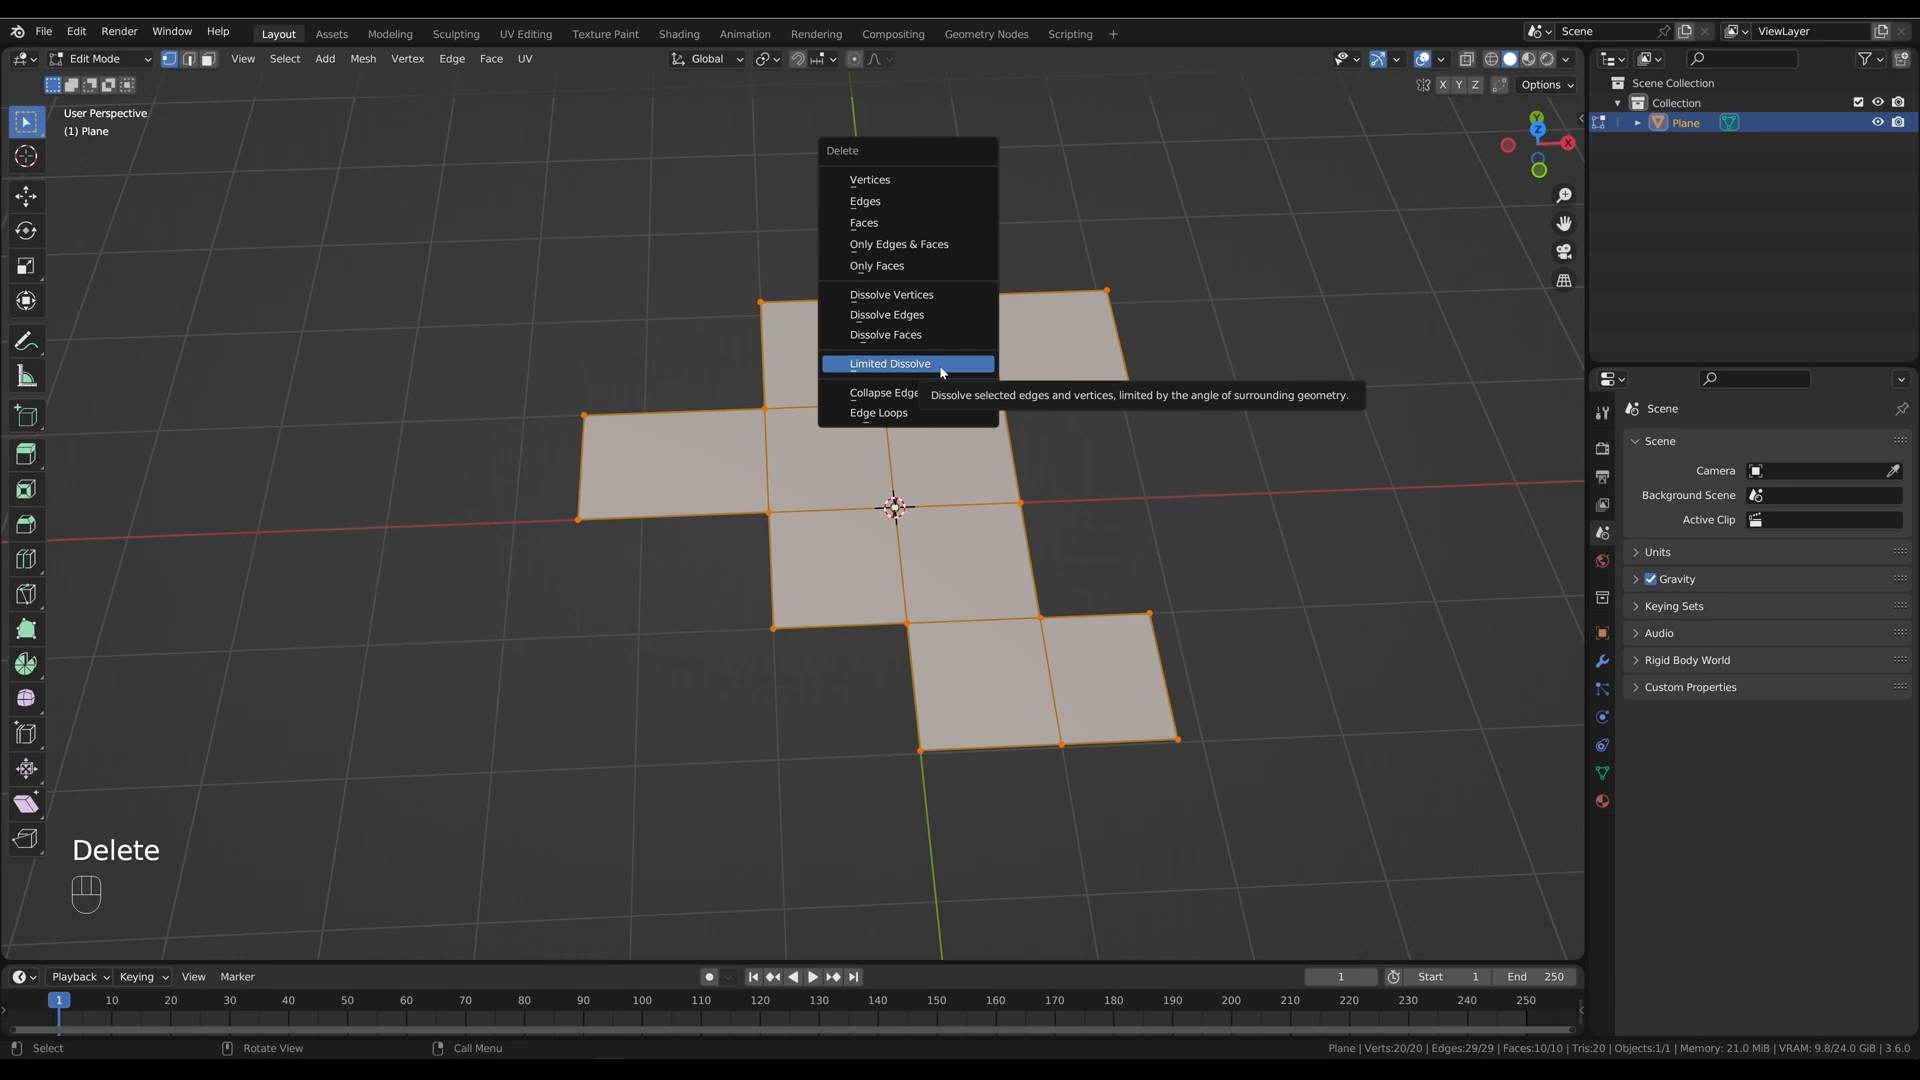 File Edit Render Window Help Layout Assets Modeling Sculpting UV Editing Texture Paint Shading Animation Rendering Compositing Geometry Nodes Scripting + Scene ViewLayer
Edit Mode View Select Add Mesh Vertex Edge Face UV Global
X Y Z Options
User Perspective
(1) Plane
Delete
Vertices
Edges
Faces
Only Edges & Faces
Only Faces
Dissolve Vertices
Dissolve Edges
Dissolve Faces
Limited Dissolve
Collapse Edge
Edge Loops
Dissolve selected edges and vertices, limited by the angle of surrounding geometry.
Y
Z
X
Delete
Scene Collection
Collection
Plane
Scene
Scene
Camera
Background Scene
Active Clip
Units
Gravity
Keying Sets
Audio
Rigid Body World
Custom Properties
Playback Keying View Marker 1 Start 1 End 250
1 10 20 30 40 50 60 70 80 90 100 110 120 130 140 150 160 170 180 190 200 210 220 230 240 250
Select Rotate View Call Menu Plane | Verts:20/20 | Edges:29/29 | Faces:10/10 | Tris:20 | Objects:1/1 | Memory: 21.0 MiB | VRAM: 9.8/24.0 GiB | 3.6.0